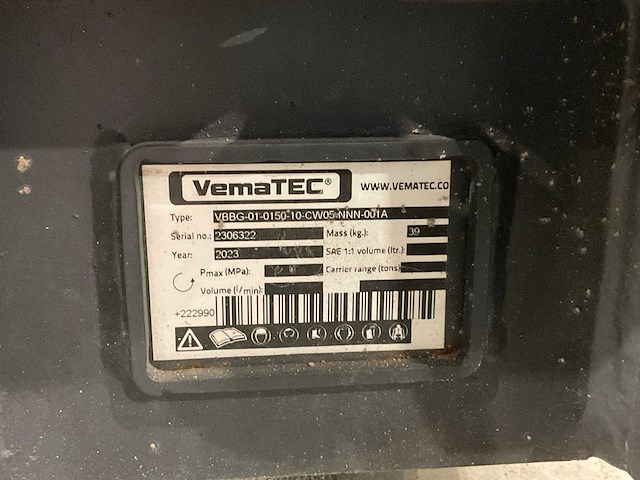 VemaTEC® WWW.VEMATEC.CO
Type: VBBG-01-0150-10-CW05-NNN-001A
Serial no.: 2306322 Mass (kg.): 39
Year: 2023 SAE 1:1 volume (ltr.)
Pmax (MPa): Carrier range (tons)
Volume (l/min):
+222990